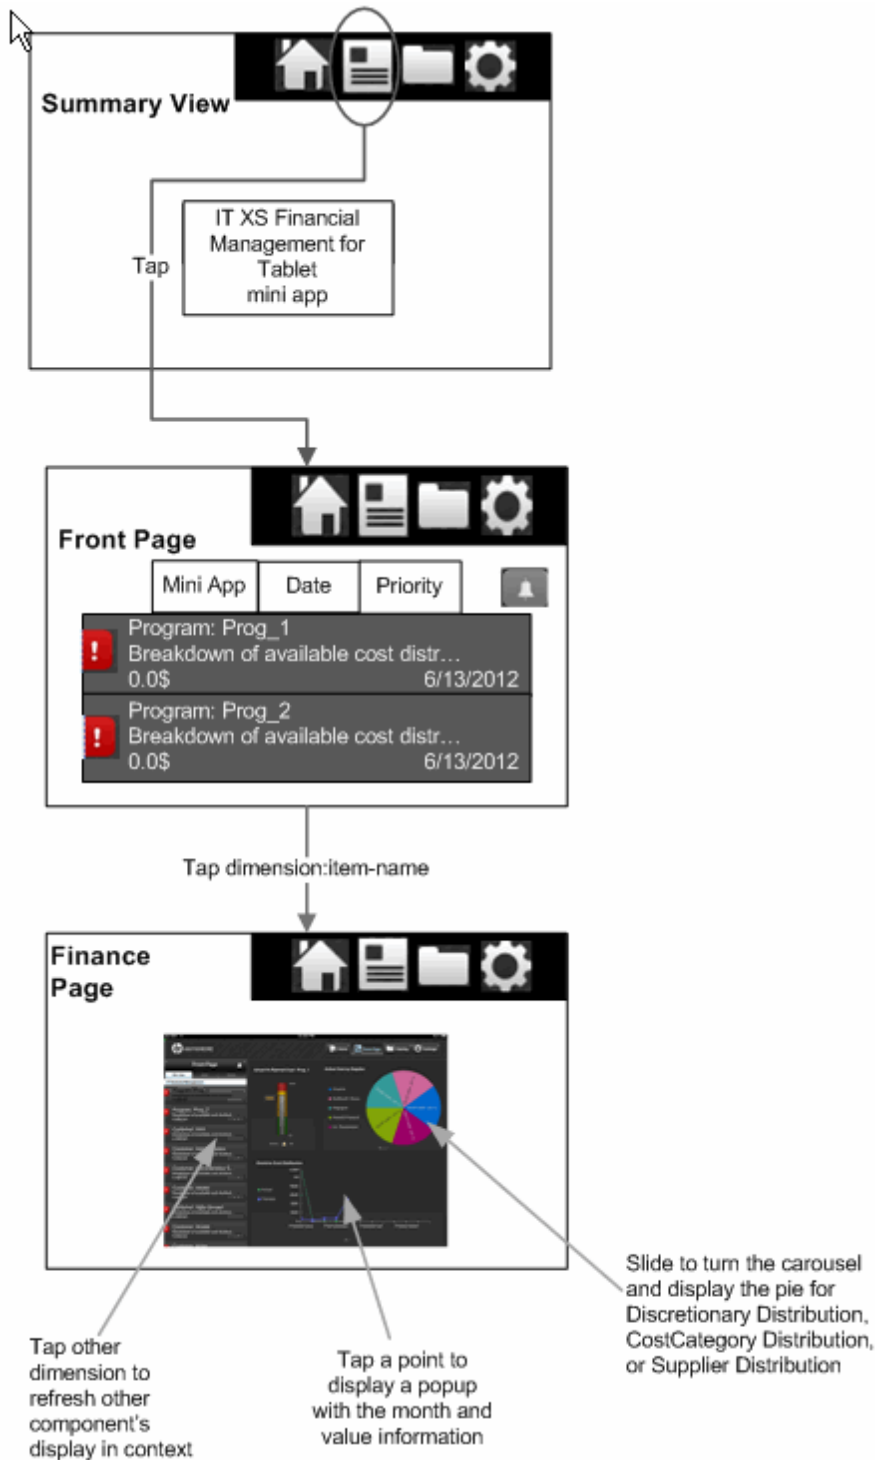 Summary View
IT XS Financial
Management for
Tablet
mini app
Tap
Front Page
Mini App
Date
Priority
Program: Prog_1
Breakdown of available cost distr...
0.0$ 6/13/2012
Program: Prog_2
Breakdown of available cost distr...
0.0$ 6/13/2012
Tap dimension:item-name
Finance
Page
Slide to turn the carousel
and display the pie for
Discretionary Distribution,
CostCategory Distribution,
or Supplier Distribution
Tap other
dimension to
refresh other
component's
display in context
Tap a point to
display a popup
with the month and
value information